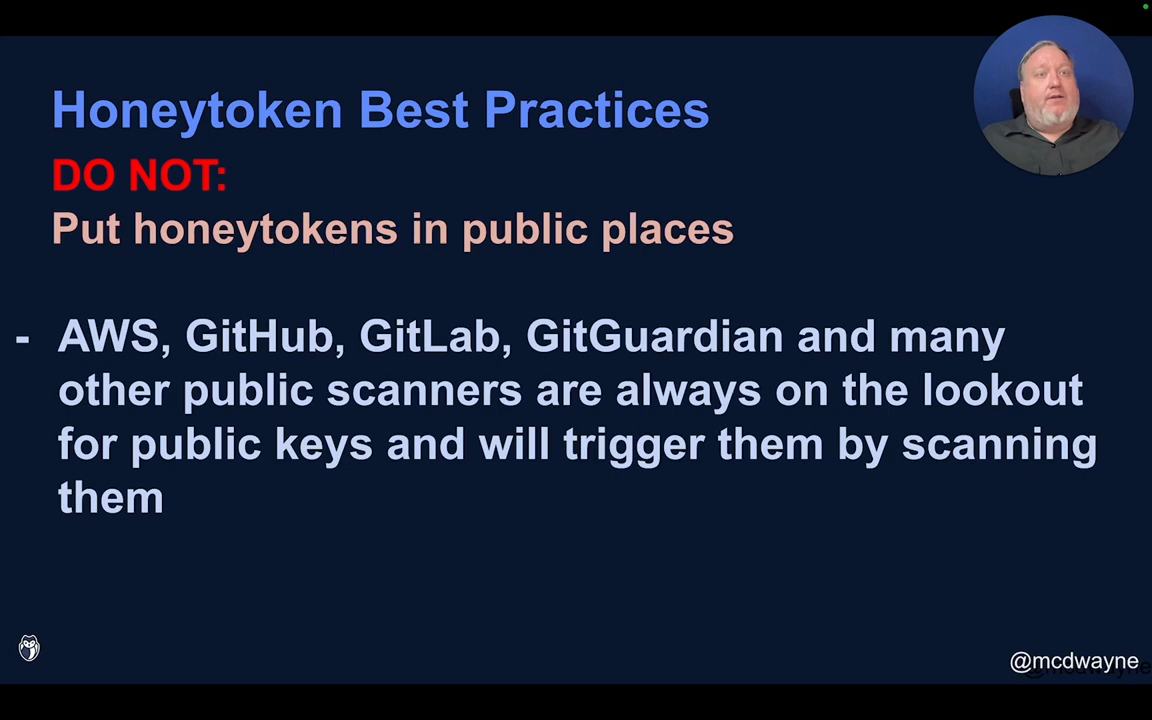 Honeytoken Best Practices
DO NOT:
Put honeytokens in public places
- AWS, GitHub, GitLab, GitGuardian and many
other public scanners are always on the lookout
for public keys and will trigger them by scanning
them
@mcdwayne
@mcdwayne